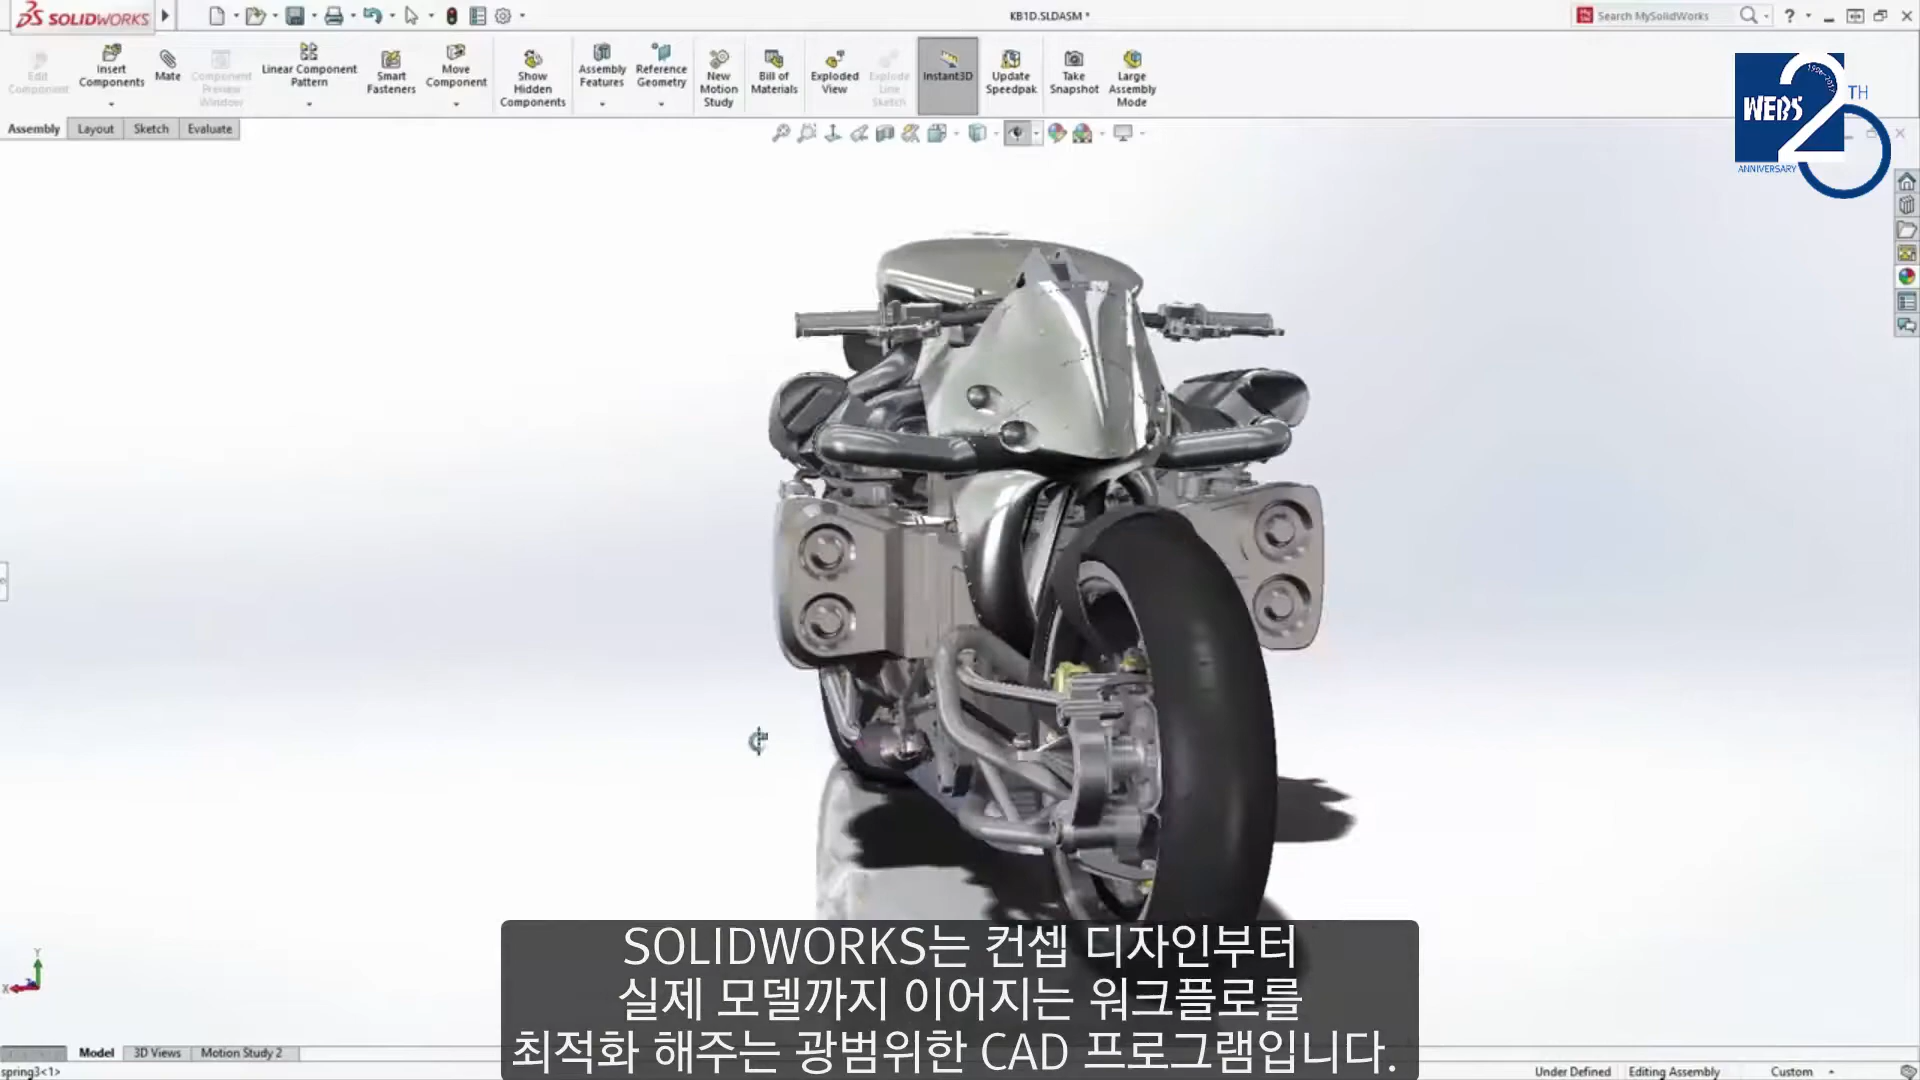 SOLIDWORKS
KB1D.SLDASM *
Search MySolidWorks
Edit Component
Insert Components
Mate
Component Preview Window
Linear Component Pattern
Smart Fasteners
Move Component
Show Hidden Components
Assembly Features
Reference Geometry
New Motion Study
Bill of Materials
Exploded View
Explode Line Sketch
Instant3D
Update Speedpak
Take Snapshot
Large Assembly Mode
WEBS 20TH
ANNIVERSARY
Assembly Layout Sketch Evaluate
SOLIDWORKS는 컨셉 디자인부터
실제 모델까지 이어지는 워크플로를
최적화 해주는 광범위한 CAD 프로그램입니다.
Y
X
Model 3D Views Motion Study 2
spring3<1>
Under Defined Editing Assembly Custom